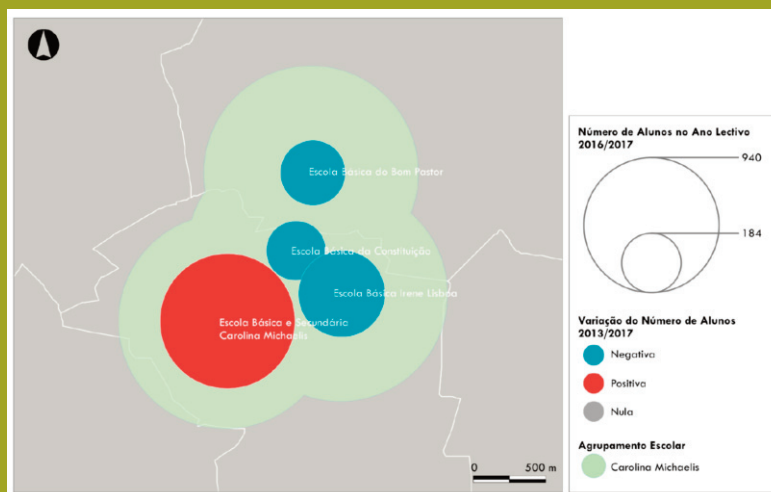 Escola Básica do Bom Pastor
Escola Básica da Constituição
Escola Básica Irene Lisboa
Escola Básica e Secundária
Carolina Michaelis
0 500 m
Número de Alunos no Ano Lectivo
2016/2017
940
184
Variação do Número de Alunos
2013/2017
Negativa
Positiva
Nula
Agrupamento Escolar
Carolina Michaelis